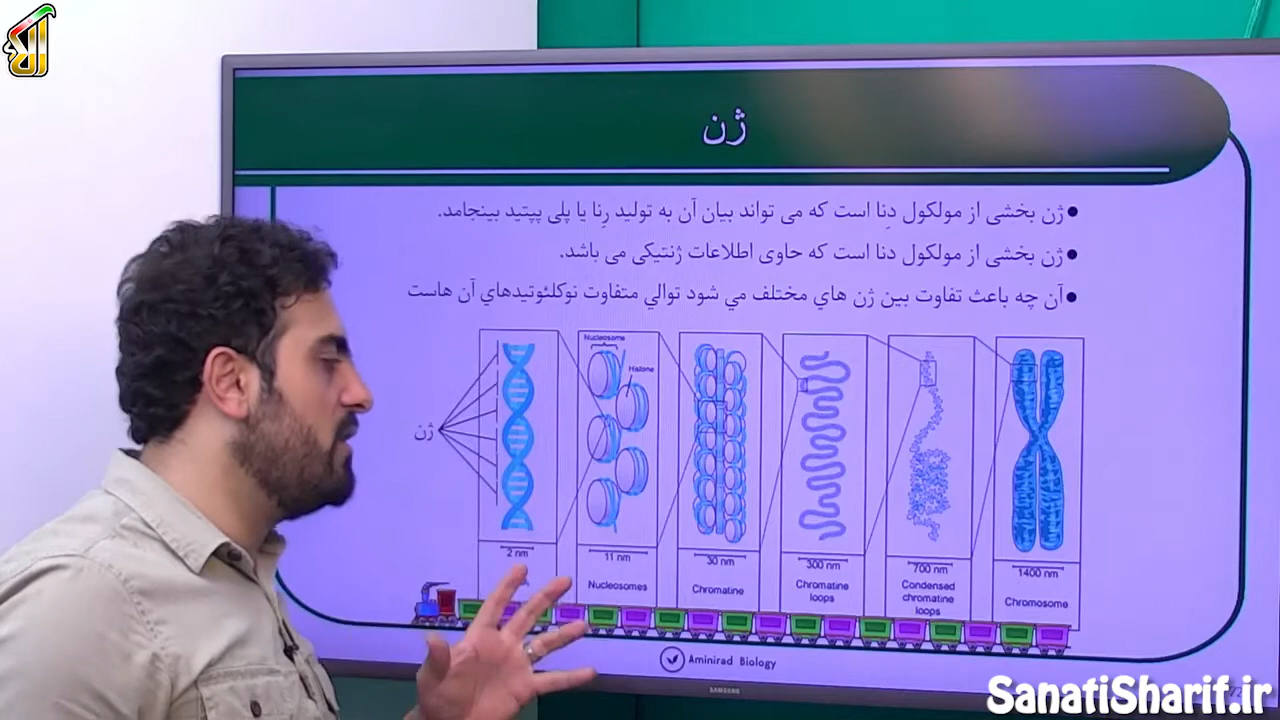 ژن
●ژن بخشی از مولکول دِنا است که می تواند بیان آن به تولید رِنا یا پلی پپتید بینجامد.
●ژن بخشی از مولکول دنا است که حاوی اطلاعات ژنتیکی می باشد.
●آن چه باعث تفاوت بین ژن هاي مختلف مي شود توالي متفاوت نوکلئوتیدهاي آن هاست
Nucleosome
Histone
ژن
2 nm
11 nm
30 nm
300 nm
700 nm
1400 nm
Nucleosomes
Chromatine
Chromatine loops
Condensed chromatine loops
Chromosome
Aminirad Biology
SAMSUNG
SanatiSharif.ir